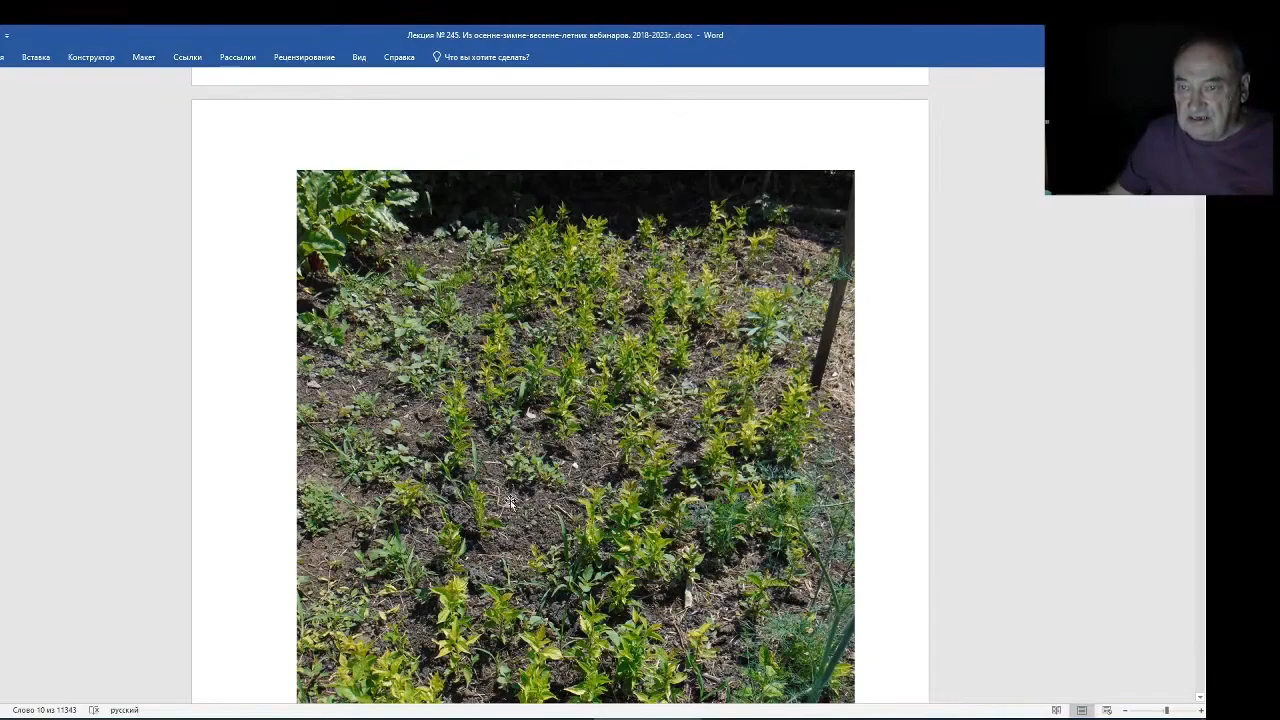 Лекция № 245. Из осенне-зимне-весенне-летних вебинаров. 2018-2023г..docx - Word
я Вставка Конструктор Макет Ссылки Рассылки Рецензирование Вид Справка Что вы хотите сделать?
Слово 10 из 11343 русский